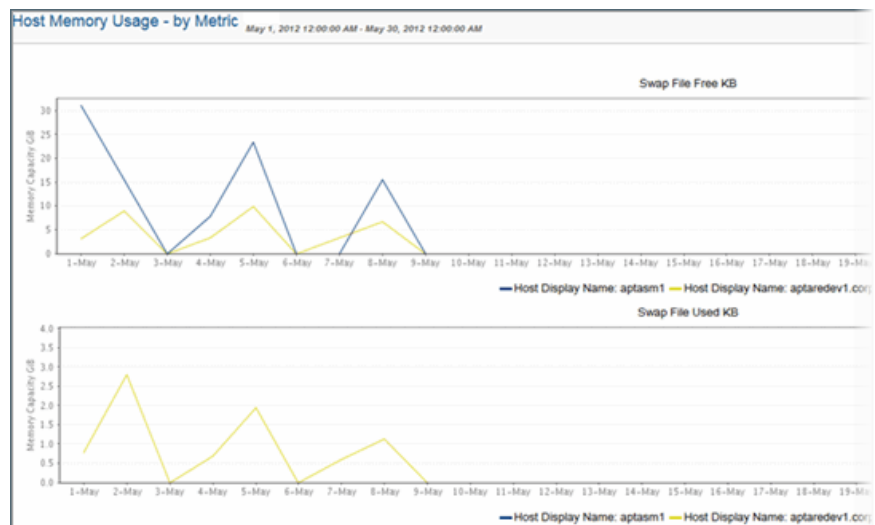 Host Memory Usage - by Metric May 1, 2012 12:00:00 AM - May 30, 2012 12:00:00 AM
Swap File Free KB
Memory Capacity GiB
30
25
20
15
10
5
0
1-May 2-May 3-May 4-May 5-May 6-May 7-May 8-May 9-May 10-May 11-May 12-May 13-May 14-May 15-May 16-May 17-May 18-May 19-Ma
Host Display Name: aptasm1 Host Display Name: aptaredev1.corp
Swap File Used KB
Memory Capacity GiB
4.0
3.5
3.0
2.5
2.0
1.5
1.0
0.5
0.0
1-May 2-May 3-May 4-May 5-May 6-May 7-May 8-May 9-May 10-May 11-May 12-May 13-May 14-May 15-May 16-May 17-May 18-May 19-Ma
Host Display Name: aptasm1 Host Display Name: aptaredev1.corp